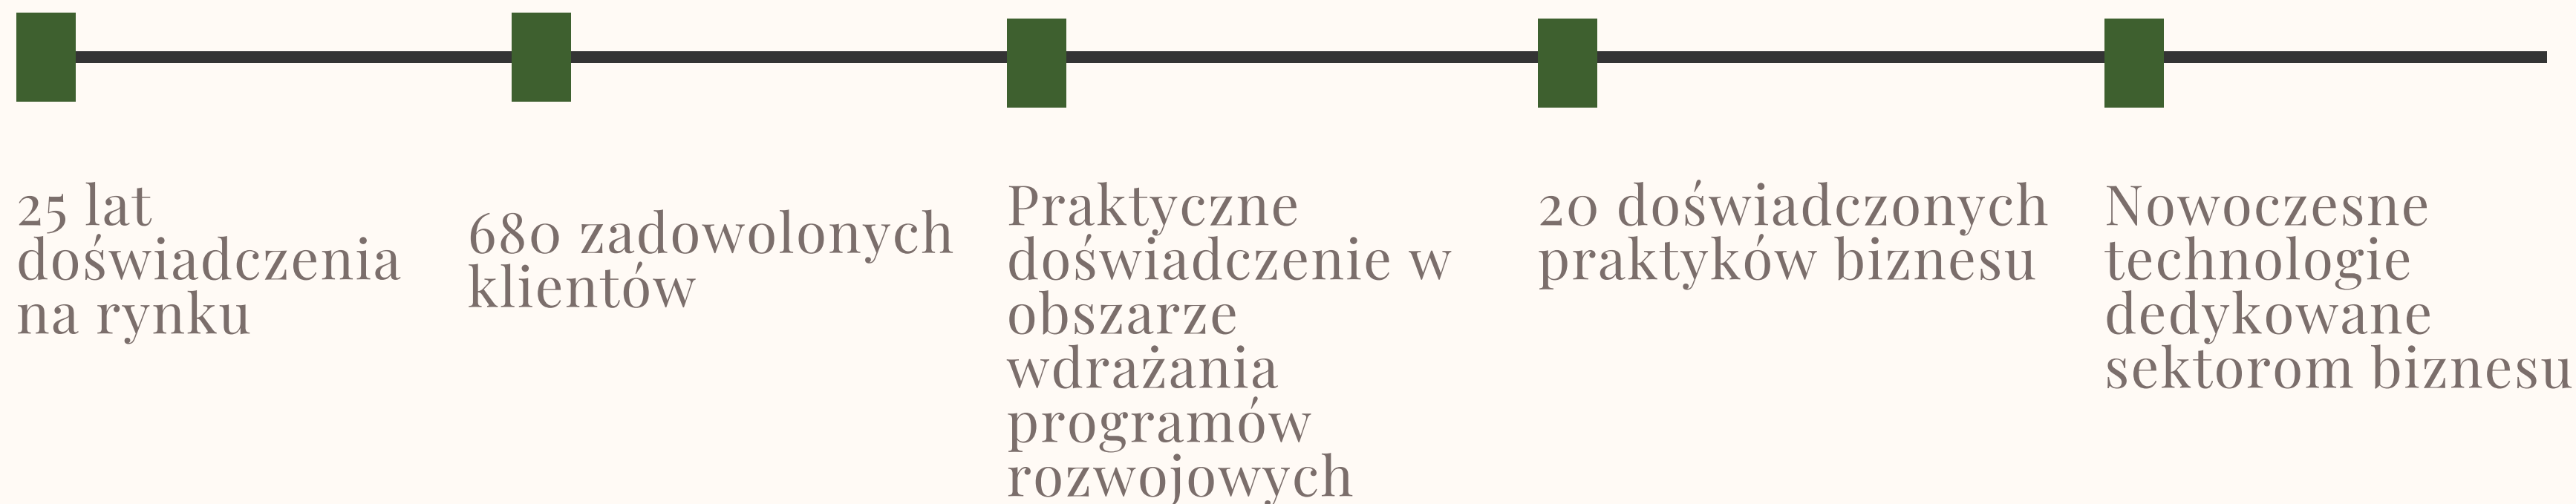 25 lat
doświadczenia
na rynku
680 zadowolonych
klientów
Praktyczne
doświadczenie w
obszarze
wdrażania
programów
rozwojowych
20 doświadczonych
praktyków biznesu
Nowoczesne
technologie
dedykowane
sektorom biznesu